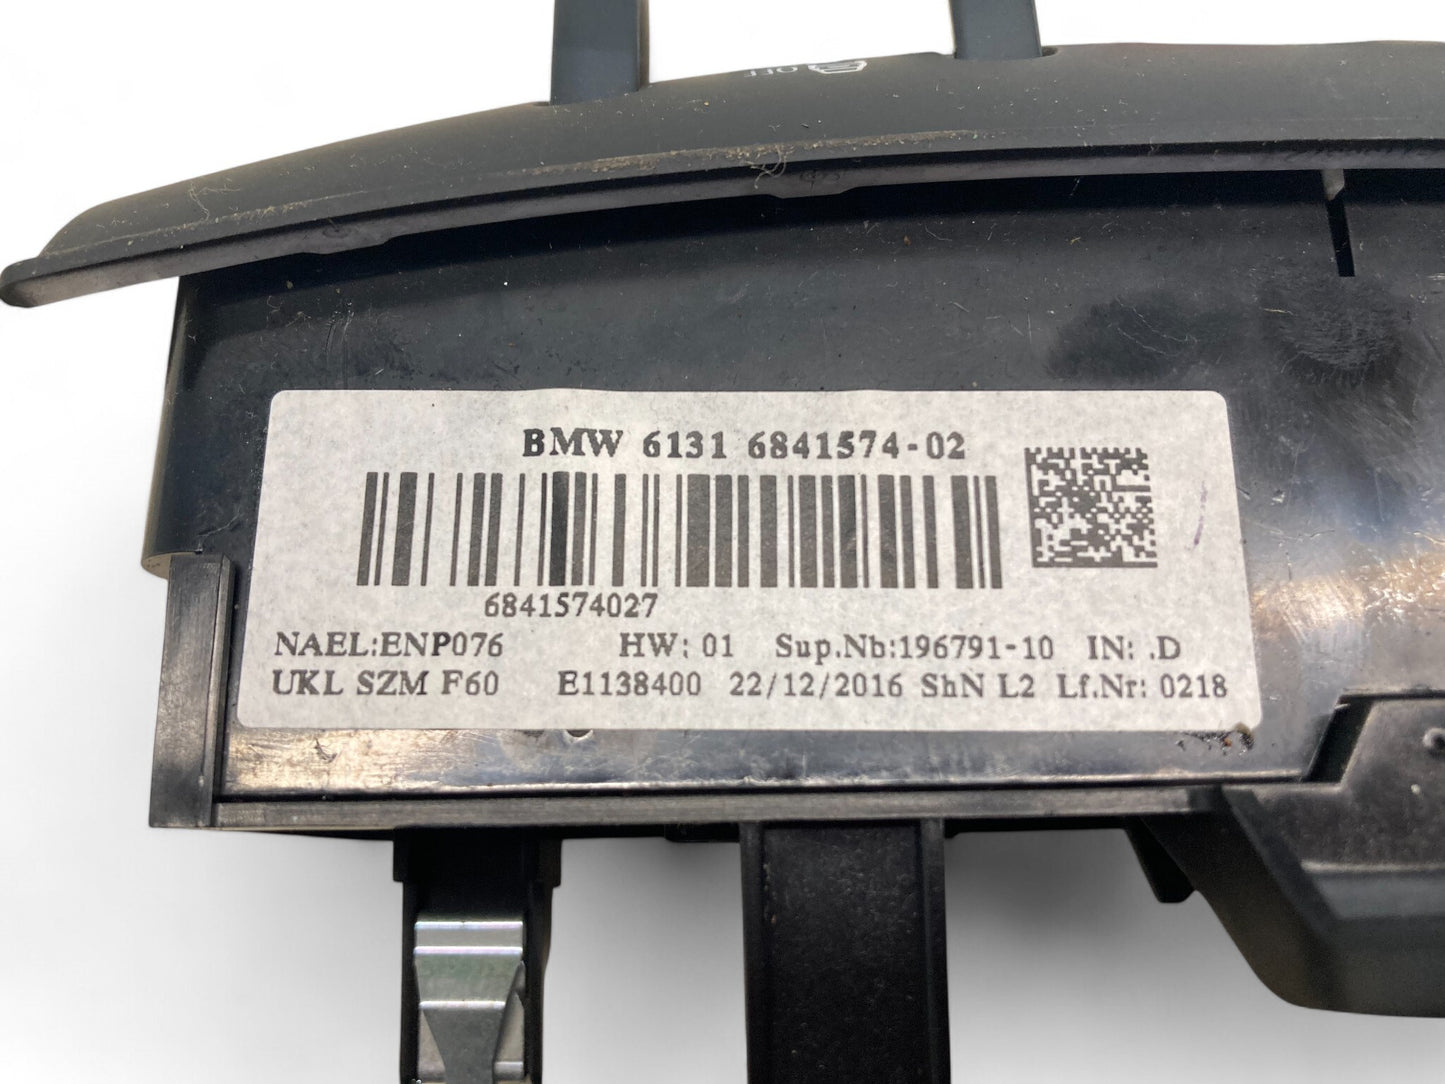 OFF
BMW 6131 6841574-02
6841574027
NAEL:ENP076 HW: 01 Sup.Nb:196791-10 IN: .D
UKL SZM F60 E1138400 22/12/2016 ShN L2 Lf.Nr: 0218